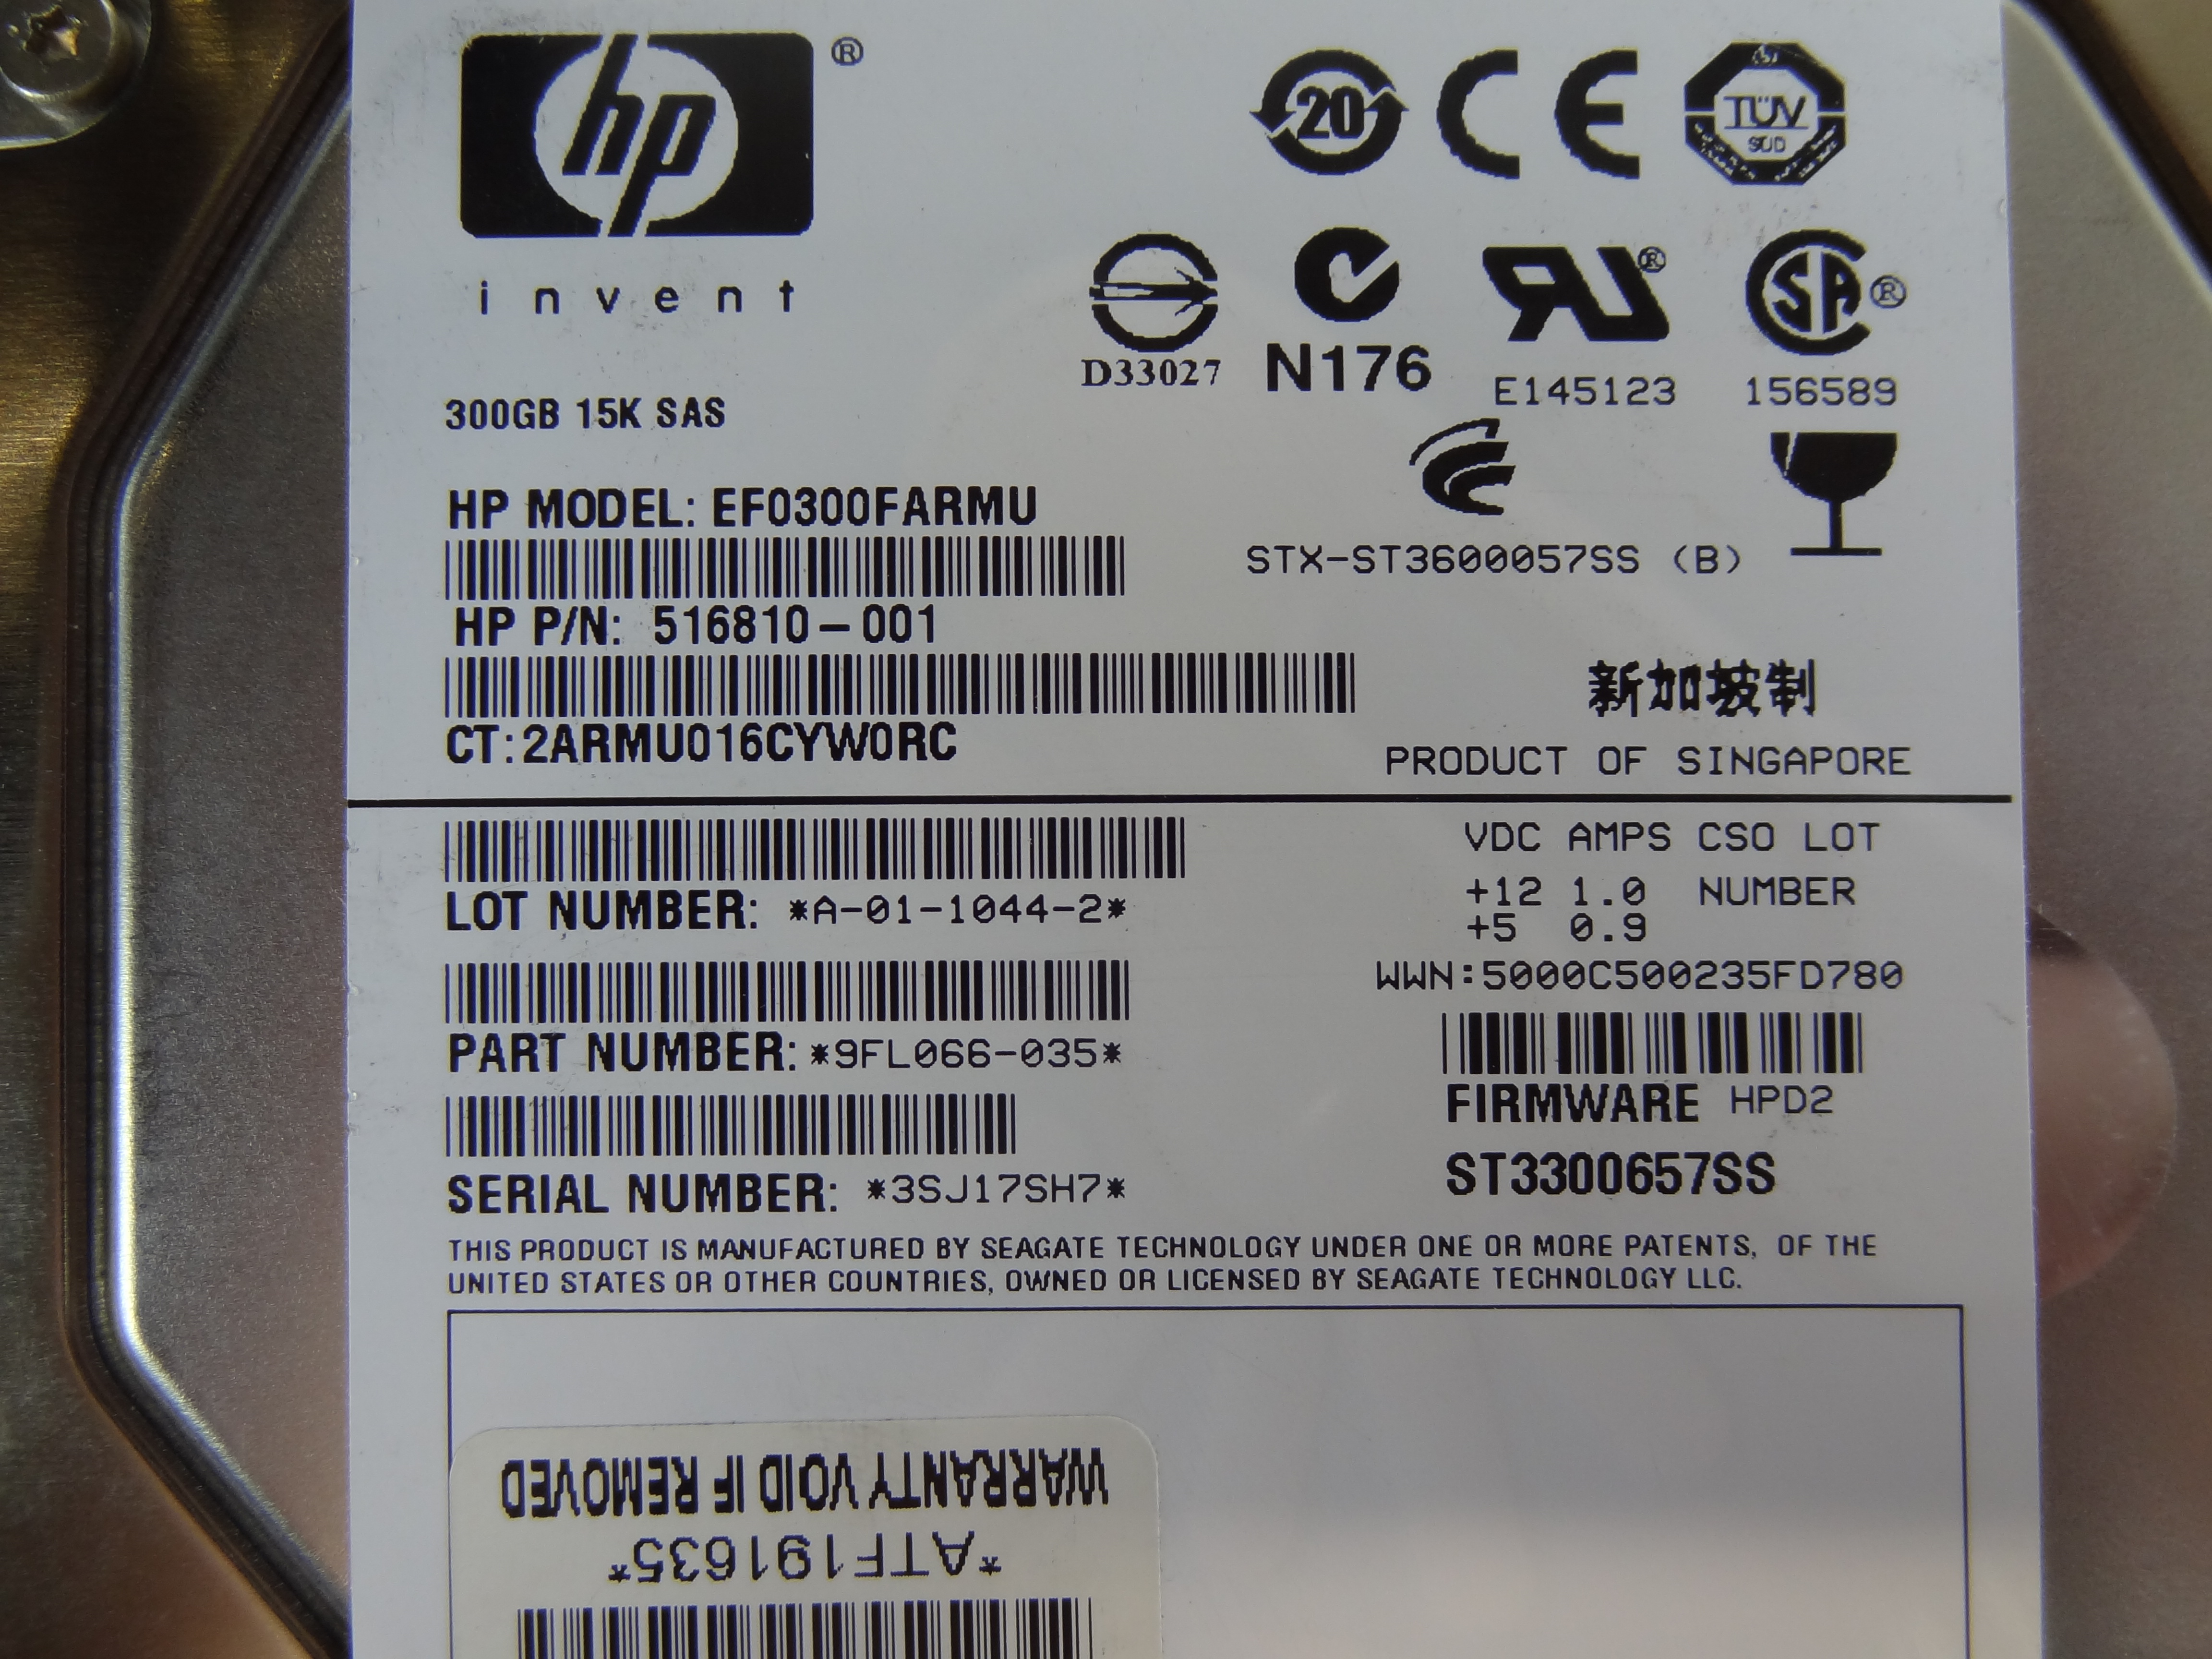 hp ®
invent
20 CE TÜV
SÜD
D33027 N176 E145123 156589
® SA ®
300GB 15K SAS
HP MODEL: EF0300FARMU
STX-ST3600057SS (B)
HP P/N: 516810-001
新加坡制
CT:2ARMU016CYW0RC
PRODUCT OF SINGAPORE
VDC AMPS CSO LOT
+12 1.0 NUMBER
+5 0.9
LOT NUMBER: *A-01-1044-2*
WWN:5000C500235FD780
PART NUMBER: *9FL066-035*
FIRMWARE HPD2
ST3300657SS
SERIAL NUMBER: *3SJ17SH7*
THIS PRODUCT IS MANUFACTURED BY SEAGATE TECHNOLOGY UNDER ONE OR MORE PATENTS, OF THE
UNITED STATES OR OTHER COUNTRIES, OWNED OR LICENSED BY SEAGATE TECHNOLOGY LLC.
WARRANTY VOID IF REMOVED
*ATF191635*